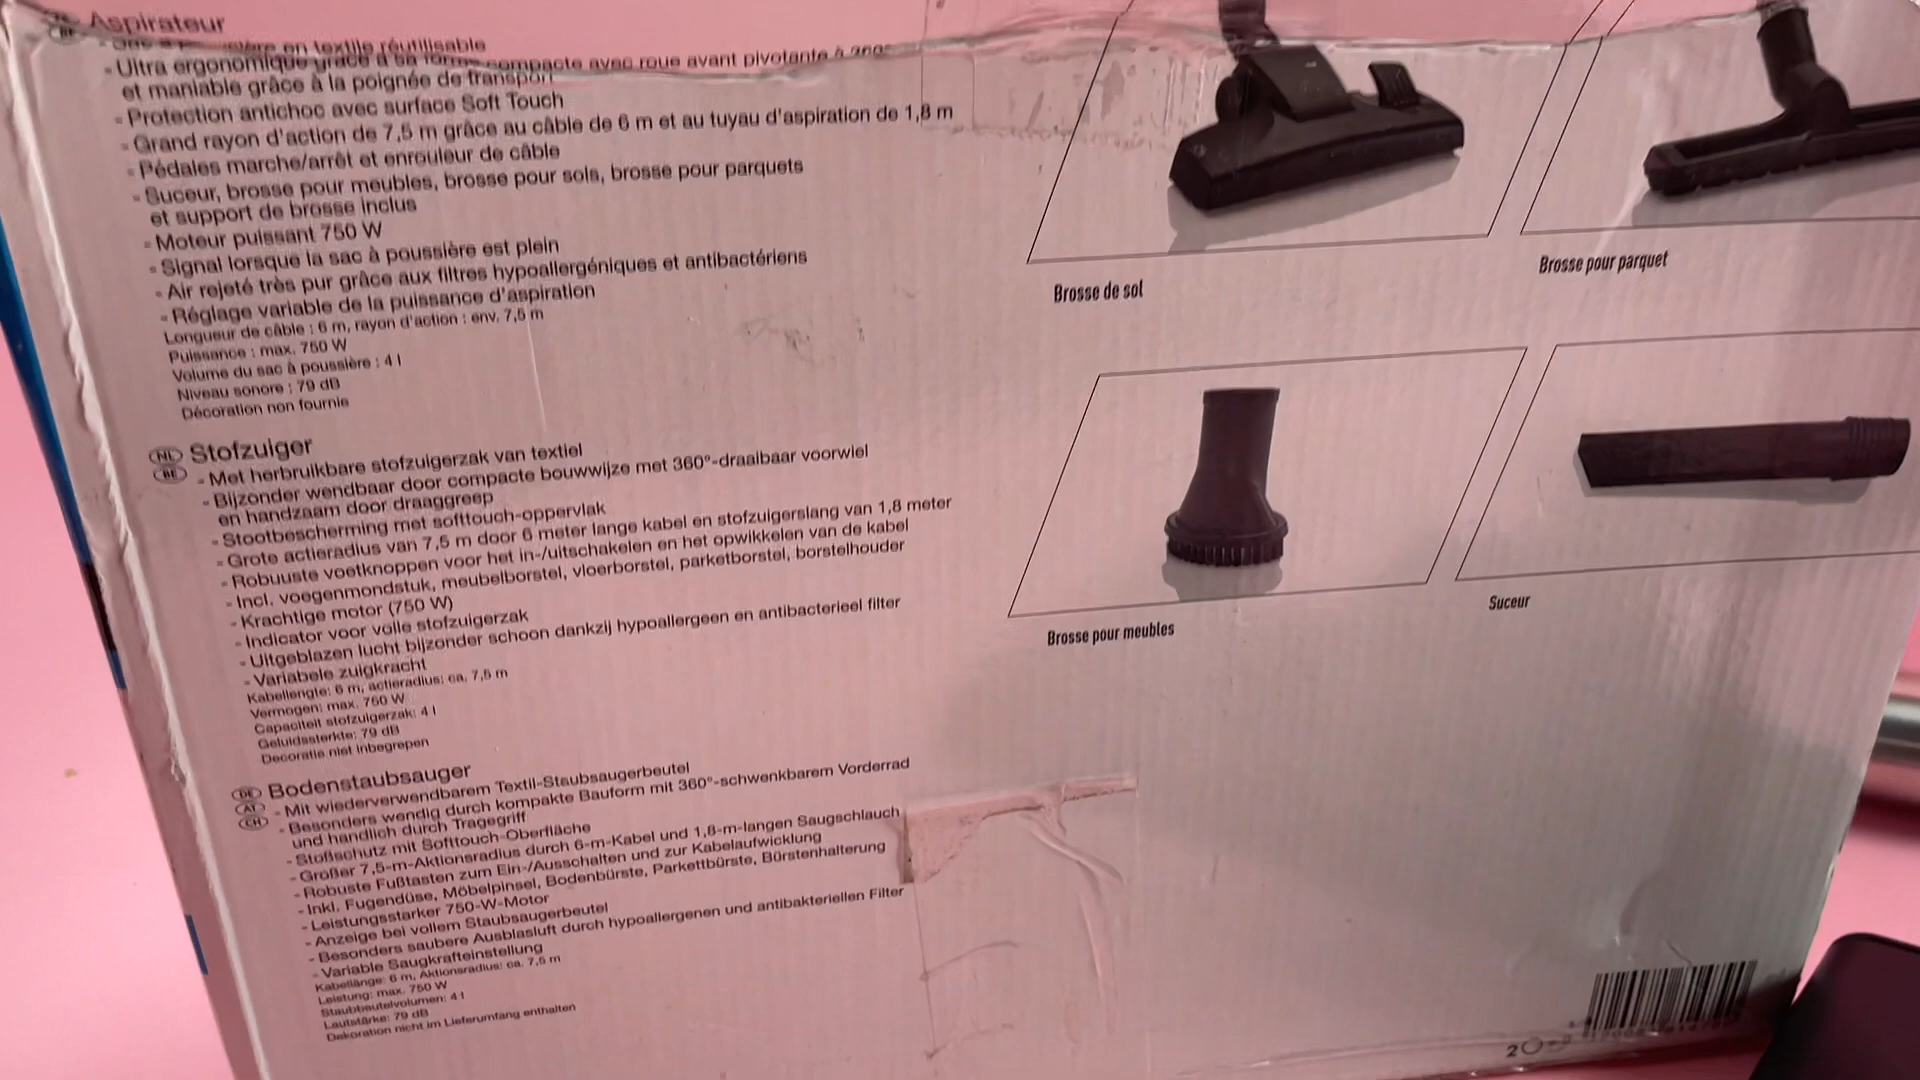 Aspirateur
en textile réutilisable
- Ultra ergonomique grâce à sa forme compacte avec roue avant pivotante à 360°
et maniable grâce à la poignée de transport
- Protection antichoc avec surface Soft Touch
- Grand rayon d'action de 7,5 m grâce au câble de 6 m et au tuyau d'aspiration de 1,8 m
- Pédales marche/arrêt et enrouleur de câble
- Suceur, brosse pour meubles, brosse pour sols, brosse pour parquets
et support de brosse inclus
- Moteur puissant 750 W
- Signal lorsque la sac à poussière est plein
- Air rejeté très pur grâce aux filtres hypoallergéniques et antibactériens
- Réglage variable de la puissance d'aspiration
Longueur de câble : 6 m, rayon d'action : env. 7,5 m
Puissance : max. 750 W
Volume du sac à poussière : 4 l
Niveau sonore : 79 dB
Décoration non fournie
NL BE Stofzuiger
- Met herbruikbare stofzuigerzak van textiel
- Bijzonder wendbaar door compacte bouwwijze met 360°-draaibaar voorwiel
en handzaam door draaggreep
- Stootbescherming met softtouch-oppervlak
- Grote actieradius van 7,5 m door 6 meter lange kabel en stofzuigerslang van 1,8 meter
- Robuuste voetknoppen voor het in-/uitschakelen en het opwikkelen van de kabel
- Incl. voegenmondstuk, meubelborstel, vloerborstel, parketborstel, borstelhouder
- Krachtige motor (750 W)
- Indicator voor volle stofzuigerzak
- Uitgeblazen lucht bijzonder schoon dankzij hypoallergeen en antibacterieel filter
- Variabele zuigkracht
Kabellengte: 6 m, actieradius: ca. 7,5 m
Vermogen: max. 750 W
Capaciteit stofzuigerzak: 4 l
Geluidssterkte: 79 dB
Decoratie niet inbegrepen
DE AT CH Bodenstaubsauger
- Mit wiederverwendbarem Textil-Staubsaugerbeutel
- Besonders wendig durch kompakte Bauform mit 360°-schwenkbarem Vorderrad
und handlich durch Tragegriff
- Stoßschutz mit Softtouch-Oberfläche
- Großer 7,5-m-Aktionsradius durch 6-m-Kabel und 1,8-m-langen Saugschlauch
- Robuste Fußtasten zum Ein-/Ausschalten und zur Kabelaufwicklung
- Inkl. Fugendüse, Möbelpinsel, Bodenbürste, Parkettbürste, Bürstenhalterung
- Leistungsstarker 750-W-Motor
- Anzeige bei vollem Staubsaugerbeutel
- Besonders saubere Ausblasluft durch hypoallergenen und antibakteriellen Filter
- Variable Saugkrafteinstellung
Kabellänge: 6 m, Aktionsradius: ca. 7,5 m
Leistung: max. 750 W
Staubbeutelvolumen: 4 l
Lautstärke: 79 dB
Dekoration nicht im Lieferumfang enthalten
Brosse de sol
Brosse pour parquet
Brosse pour meubles
Suceur